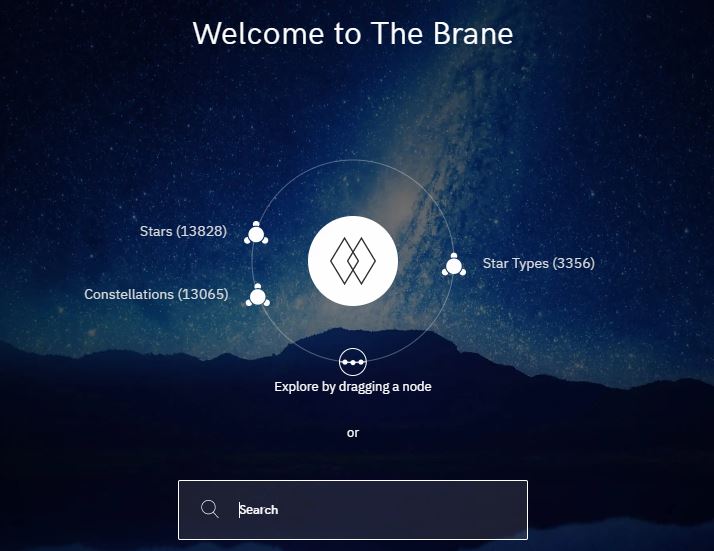 Welcome to The Brane
Stars (13828)
Star Types (3356)
Constellations (13065)
Explore by dragging a node
or
Search